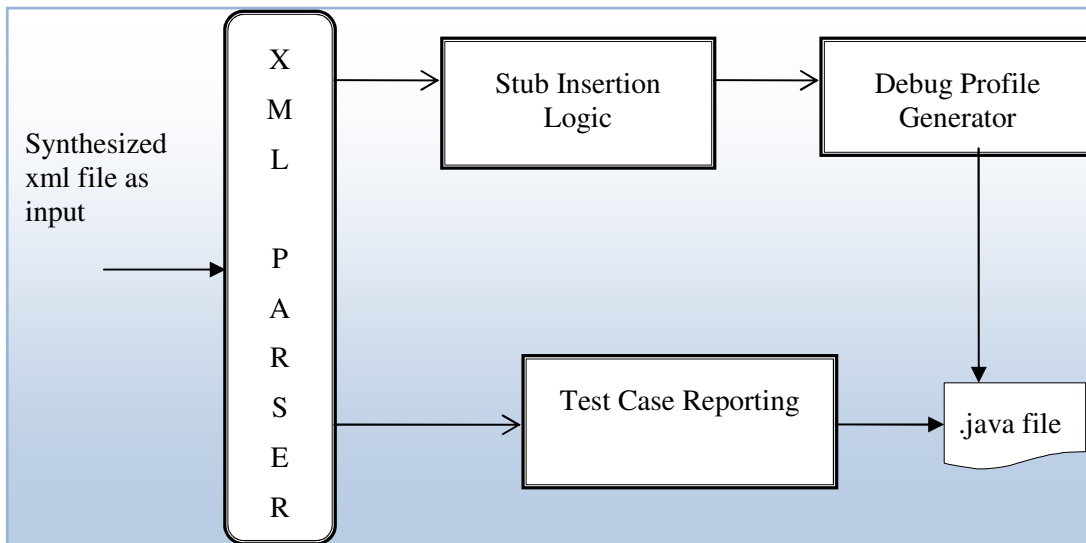 Synthesized
xml file as
input
X
M
L
P
A
R
S
E
R
Stub Insertion
Logic
Debug Profile
Generator
Test Case Reporting
.java file